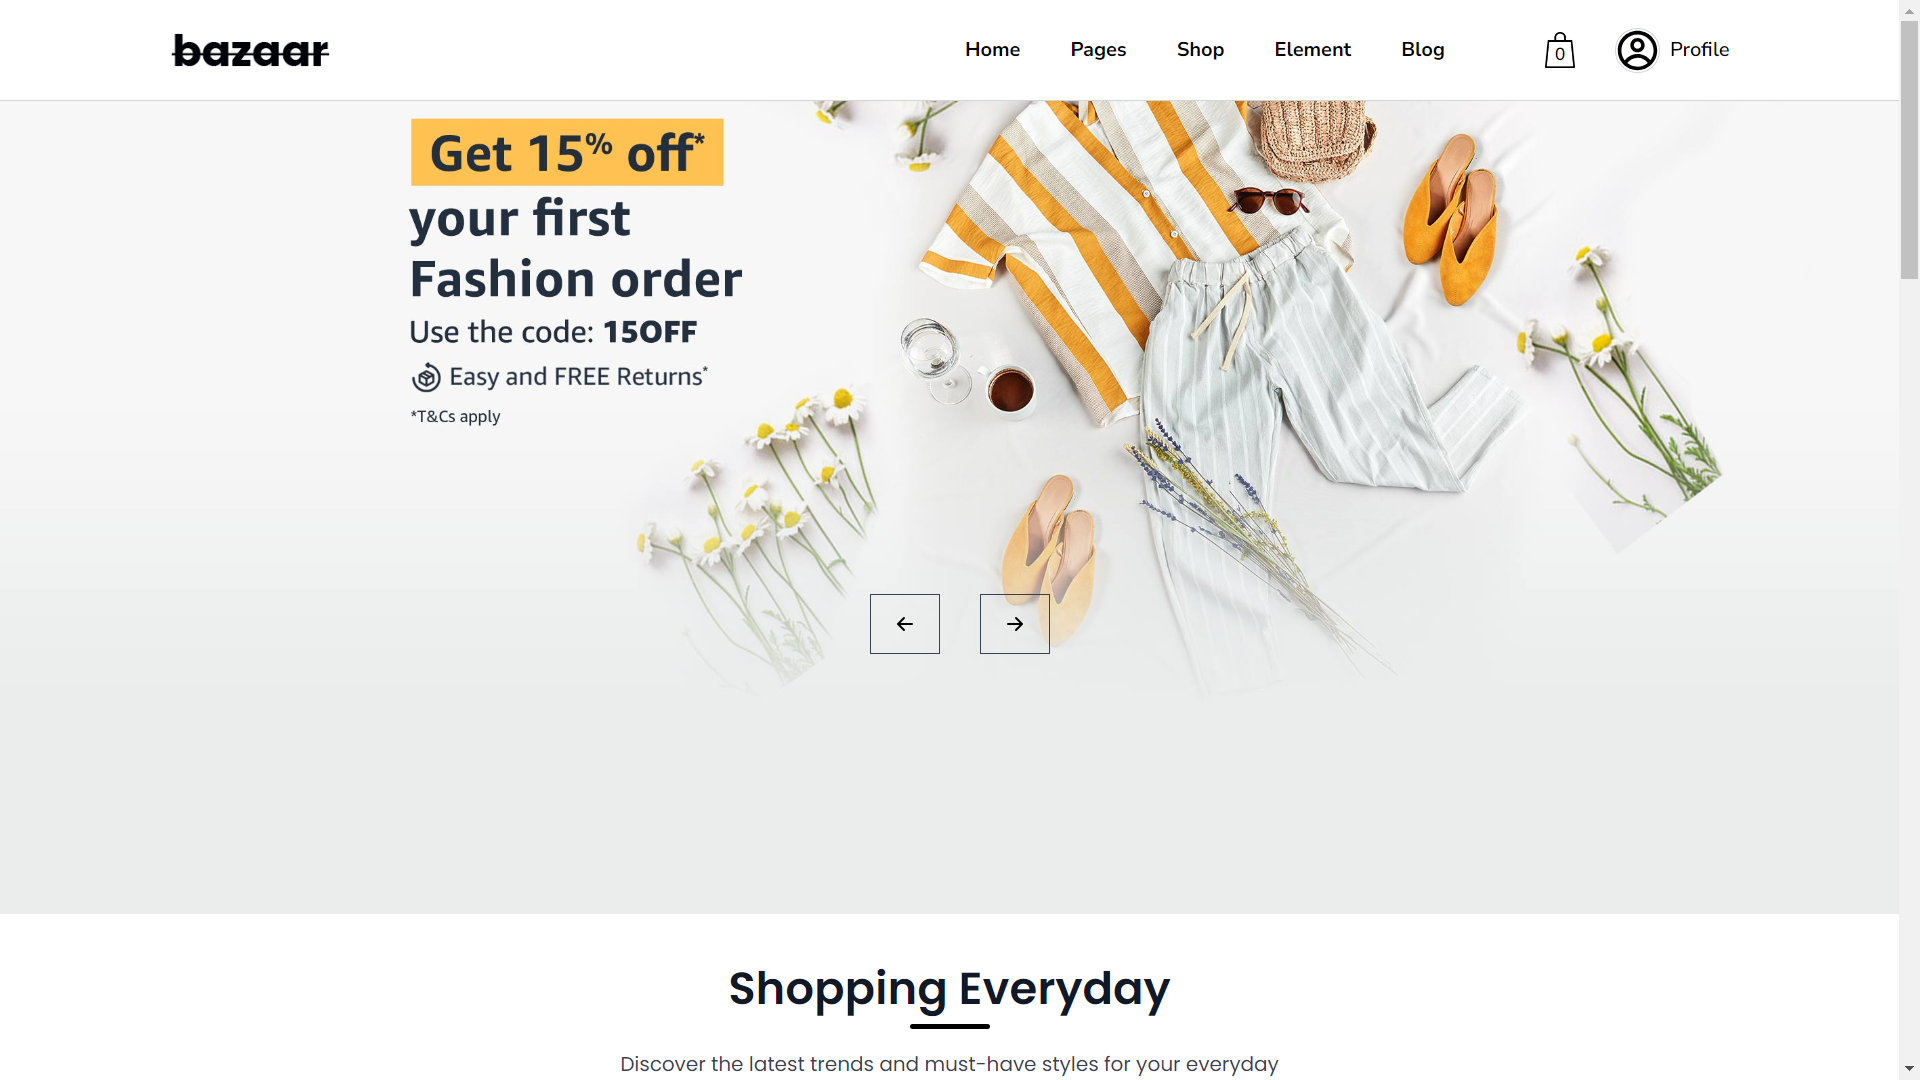 bazaar
Home Pages Shop Element Blog
0
Profile
Get 15% off*
your first
Fashion order
Use the code: 15OFF
Easy and FREE Returns*
*T&Cs apply
Shopping Everyday
Discover the latest trends and must-have styles for your everyday